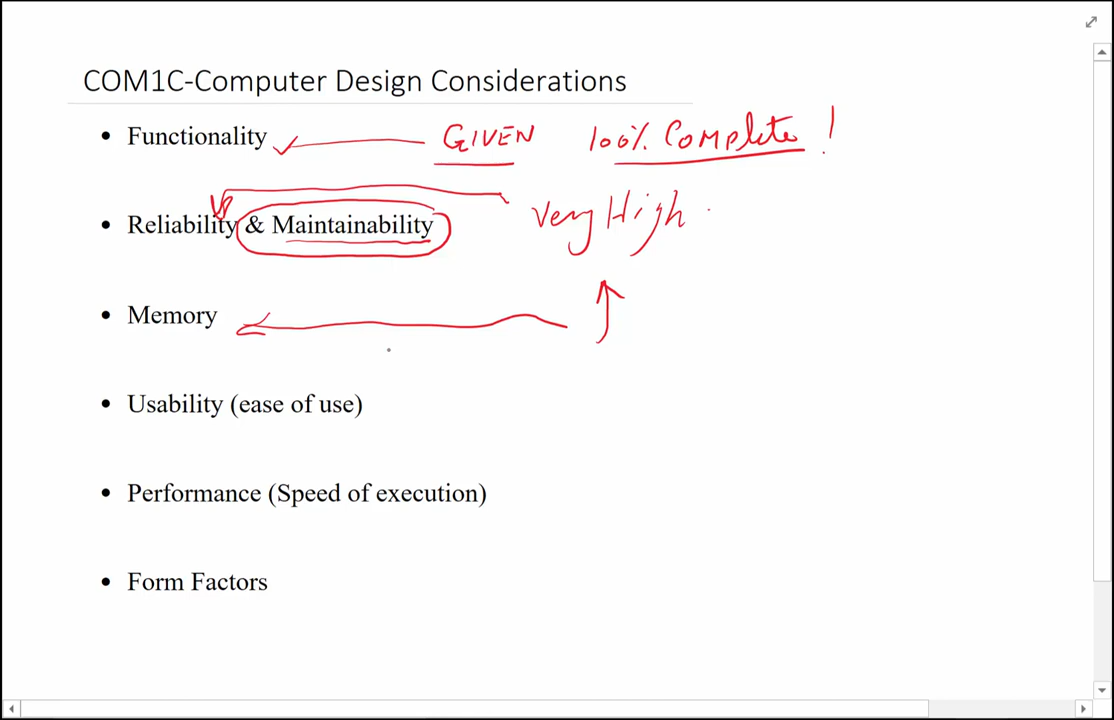 COM1C-Computer Design Considerations
• Functionality GIVEN 100% Complete !
• Reliability & Maintainability Very High
• Memory
• Usability (ease of use)
• Performance (Speed of execution)
• Form Factors